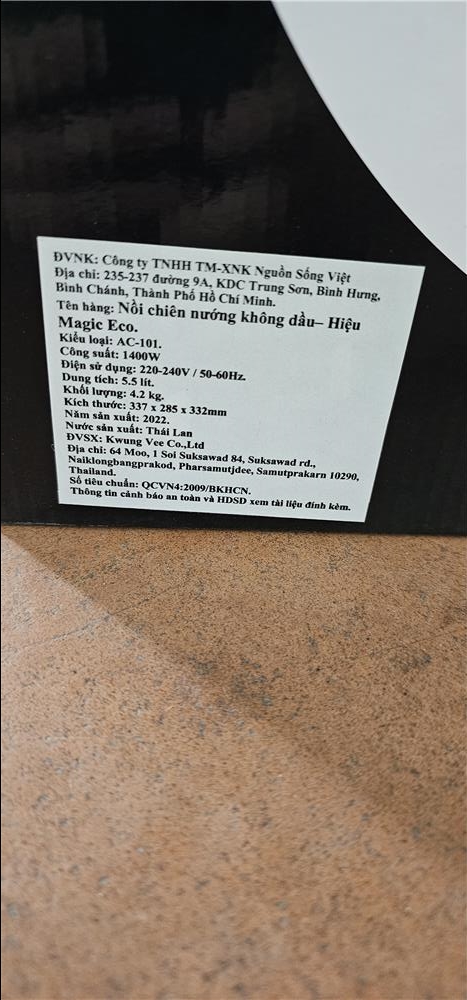 ĐVNK: Công ty TNHH TM-XNK Nguồn Sống Việt
Địa chỉ: 235-237 đường 9A, KDC Trung Sơn, Bình Hưng,
Bình Chánh, Thành Phố Hồ Chí Minh.
Tên hàng: Nồi chiên nướng không dầu– Hiệu
Magic Eco.
Kiểu loại: AC-101.
Công suất: 1400W
Điện sử dụng: 220-240V / 50-60Hz.
Dung tích: 5.5 lít.
Khối lượng: 4.2 kg.
Kích thước: 337 x 285 x 332mm
Năm sản xuất: 2022.
Nước sản xuất: Thái Lan
ĐVSX: Kwung Vee Co.,Ltd
Địa chỉ: 64 Moo, 1 Soi Suksawad 84, Suksawad rd.,
Naiklongbangprakod, Pharsamutjdee, Samutprakarn 10290,
Thailand.
Số tiêu chuẩn: QCVN4:2009/BKHCN.
Thông tin cảnh báo an toàn và HDSD xem tài liệu đính kèm.